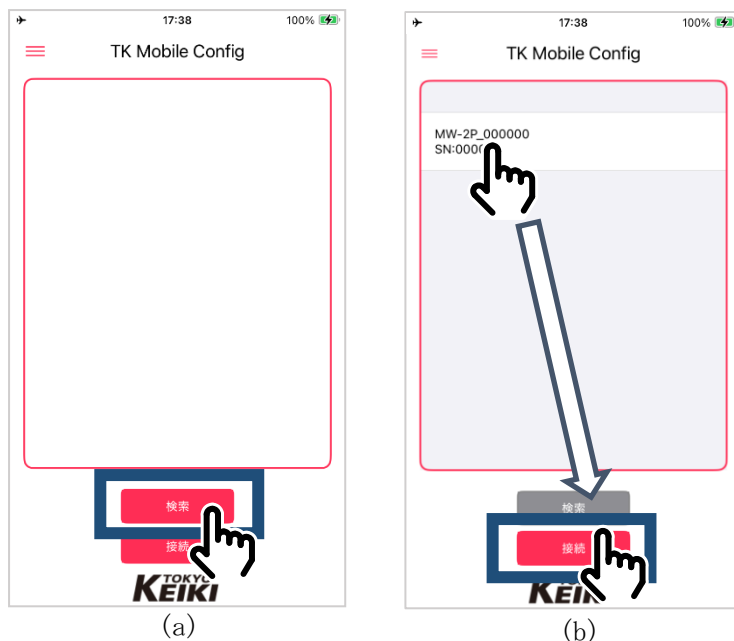 17:38
100%
TK Mobile Config
検索
接続
TOKYO
KEIKI
(a)
17:38
100%
TK Mobile Config
MW-2P_000000
検索
接続
(b)